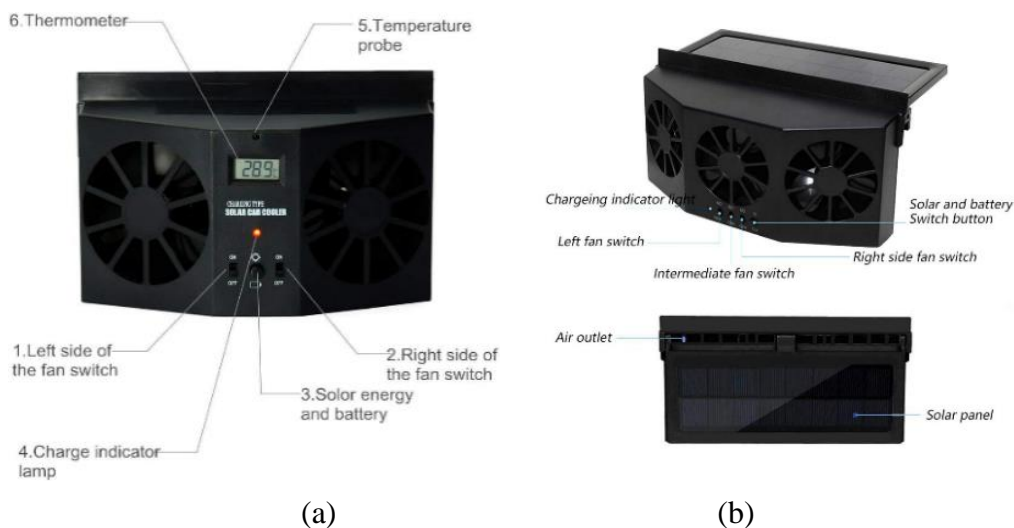 6.Thermometer
5.Temperature
probe
289
CHARGING TYPE
SOLAR CAR COOLER
ON
ON
OFF
OFF
1.Left side of
the fan switch
2.Right side of
the fan switch
3.Solor energy
and battery
4.Charge indicator
lamp
(a)
Chargeing indicator light
Solar and battery
Switch button
Left fan switch
Right side fan switch
Intermediate fan switch
Air outlet
Solar panel
(b)